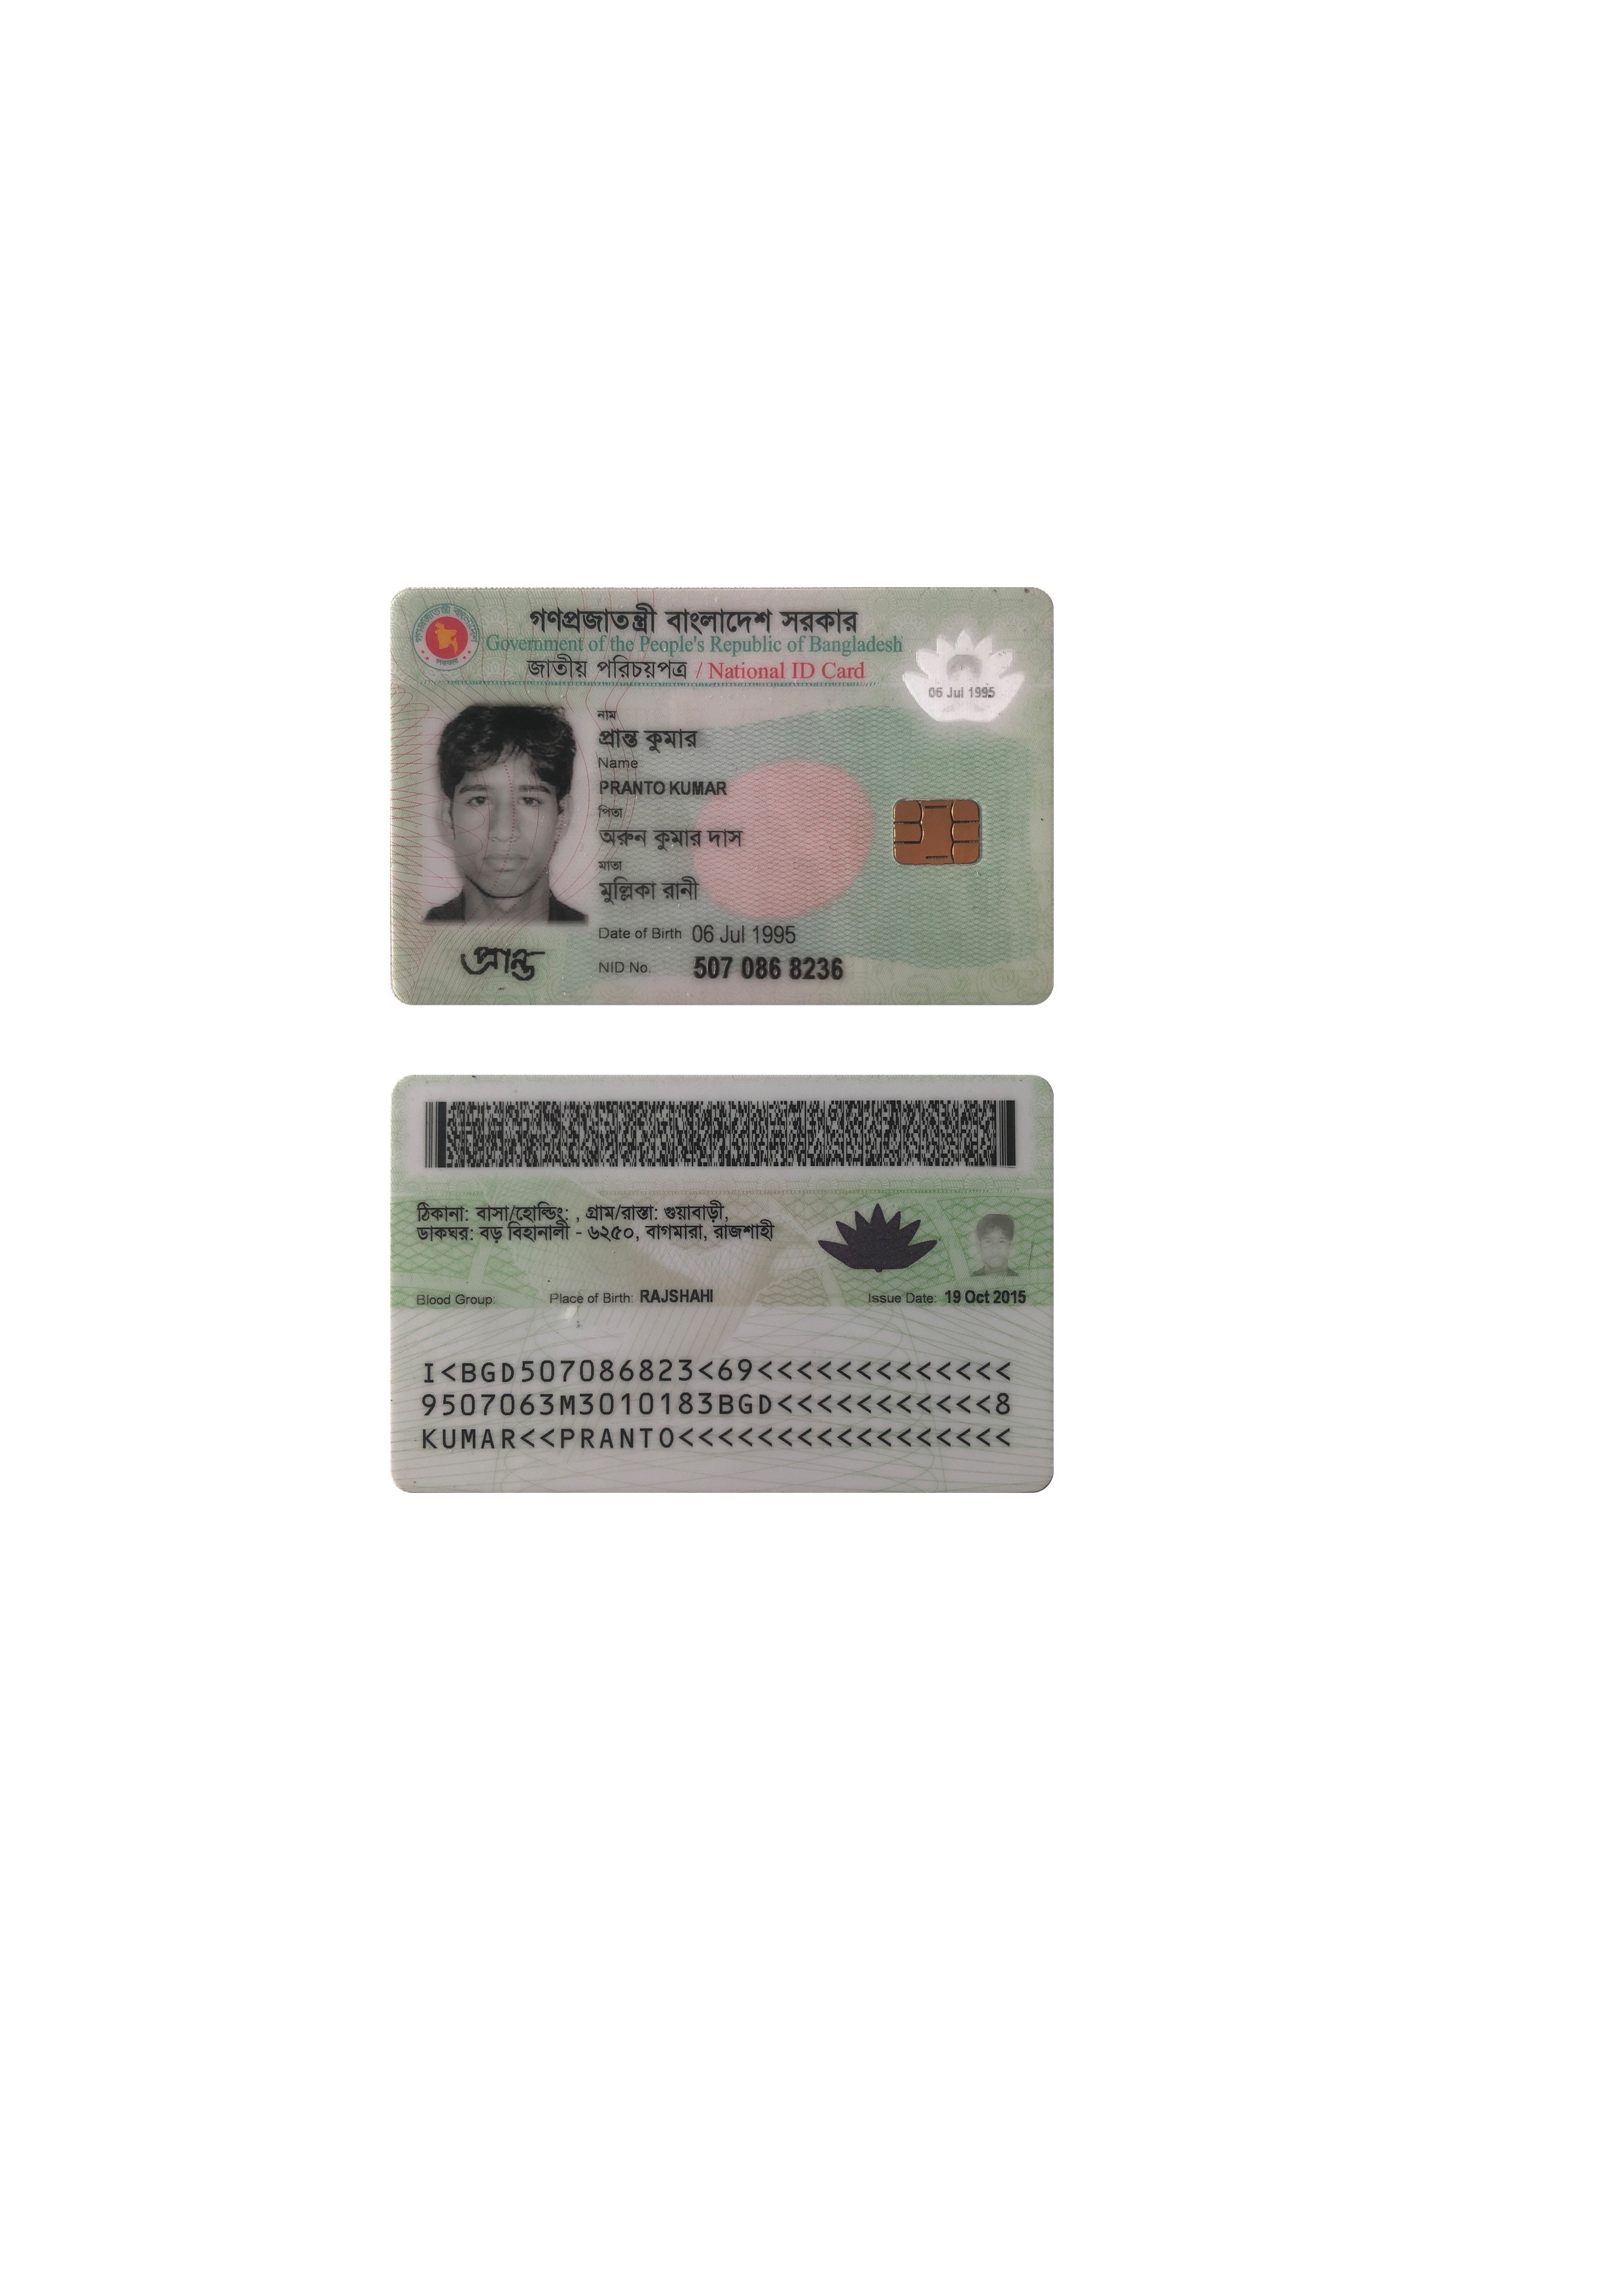 গণপ্রজাতন্ত্রী বাংলাদেশ সরকার
Government of the People's Republic of Bangladesh
জাতীয় পরিচয়পত্র / National ID Card
06 Jul 1995
নাম
প্রান্ত কুমার
Name
PRANTO KUMAR
পিতা
অরুন কুমার দাস
মাতা
মুল্লিকা রানী
Date of Birth 06 Jul 1995
NID No. 507 086 8236
প্রান্ত
ঠিকানা: বাসা/হোল্ডিং: , গ্রাম/রাস্তা: গুয়াবাড়ী,
ডাকঘর: বড় বিহানালী - ৬২৫০, বাগমারা, রাজশাহী
Blood Group: Place of Birth: RAJSHAHI Issue Date: 19 Oct 2015
I<BGD507086823<69<<<<<<<<<<<<<
9507063M3010183BGD<<<<<<<<<<<8
KUMAR<<PRANTO<<<<<<<<<<<<<<<<<